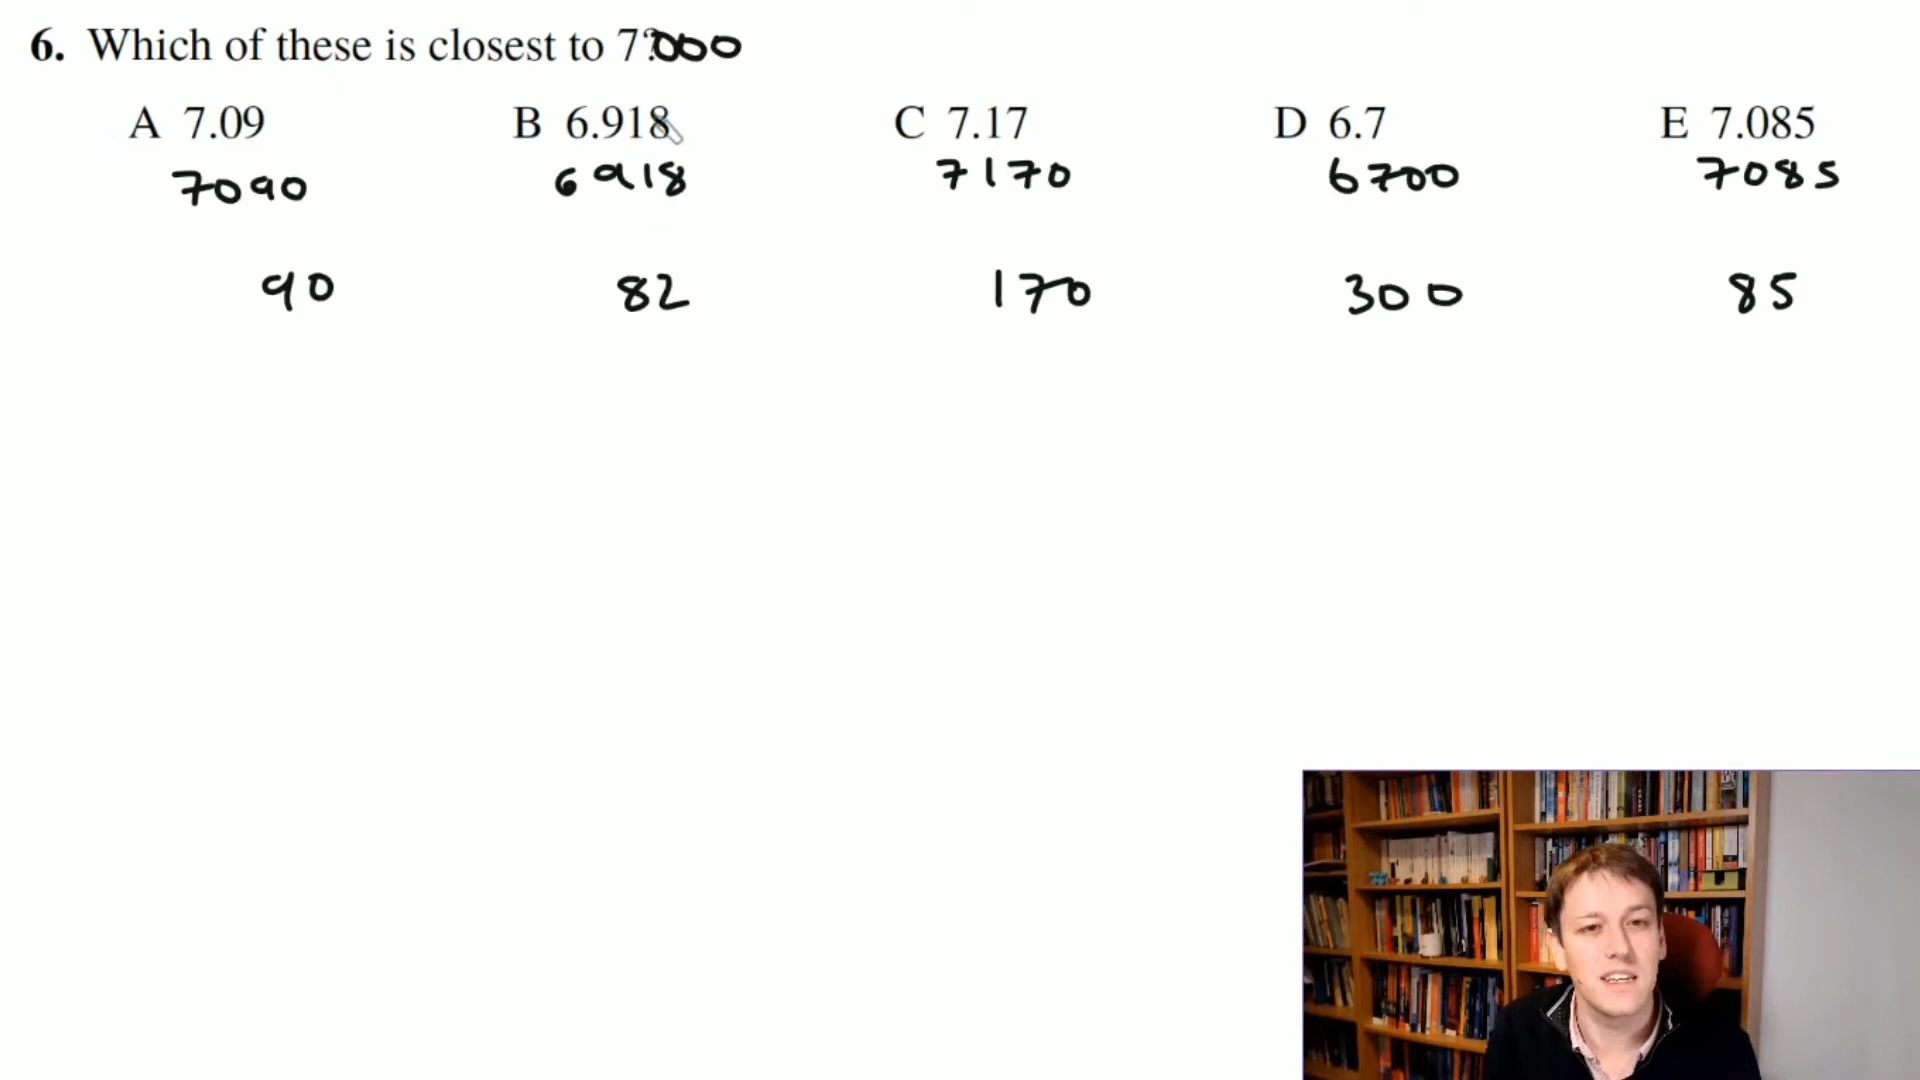 6. Which of these is closest to 7?000
A 7.09 B 6.918 C 7.17 D 6.7 E 7.085
7090 6918 7170 6700 7085
90 82 170 300 85